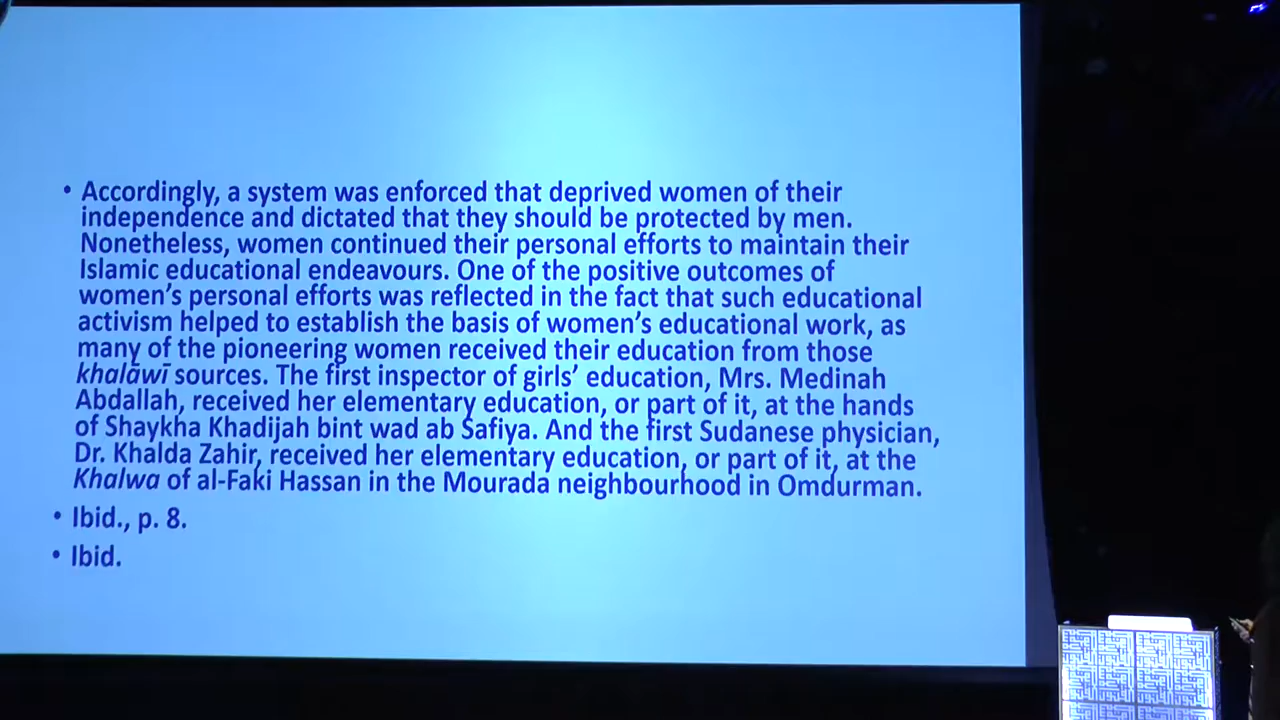 • Accordingly, a system was enforced that deprived women of their
independence and dictated that they should be protected by men.
Nonetheless, women continued their personal efforts to maintain their
Islamic educational endeavours. One of the positive outcomes of
women's personal efforts was reflected in the fact that such educational
activism helped to establish the basis of women's educational work, as
many of the pioneering women received their education from those
khalāwī sources. The first inspector of girls' education, Mrs. Medinah
Abdallah, received her elementary education, or part of it, at the hands
of Shaykha Khadijah bint wad ab Safiya. And the first Sudanese physician,
Dr. Khalda Zahir, received her elementary education, or part of it, at the
Khalwa of al-Faki Hassan in the Mourada neighbourhood in Omdurman.
• Ibid., p. 8.
• Ibid.